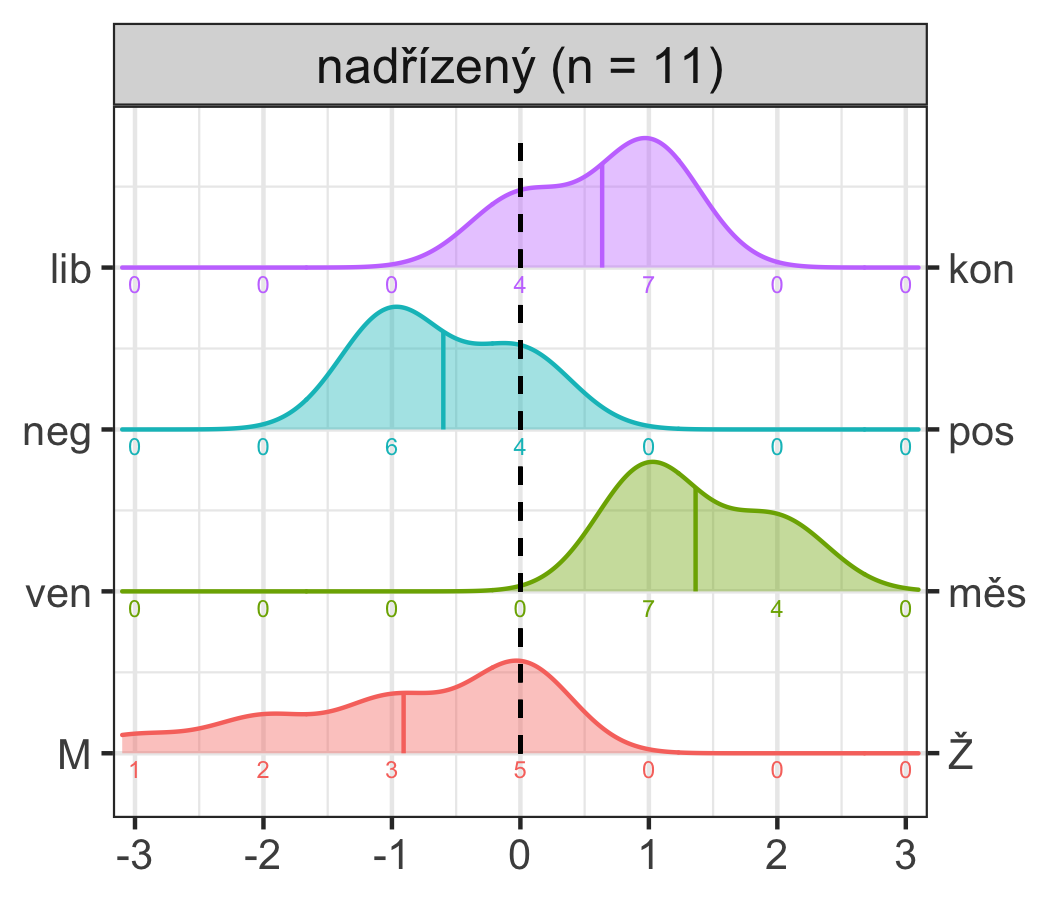 nadřízený (n = 11)
lib kon
0 0 0 4 7 0 0
neg pos
0 0 6 4 0 0 0
ven měs
0 0 0 0 7 4 0
M Ž
1 2 3 5 0 0 0
-3 -2 -1 0 1 2 3